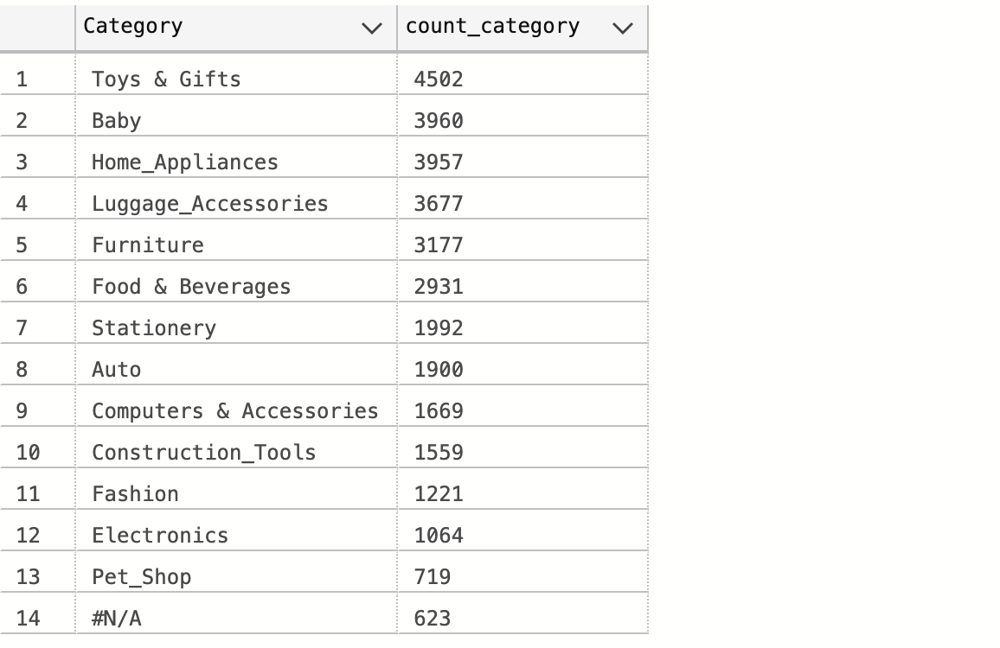 Category count_category
1 Toys & Gifts 4502
2 Baby 3960
3 Home_Appliances 3957
4 Luggage_Accessories 3677
5 Furniture 3177
6 Food & Beverages 2931
7 Stationery 1992
8 Auto 1900
9 Computers & Accessories 1669
10 Construction_Tools 1559
11 Fashion 1221
12 Electronics 1064
13 Pet_Shop 719
14 #N/A 623